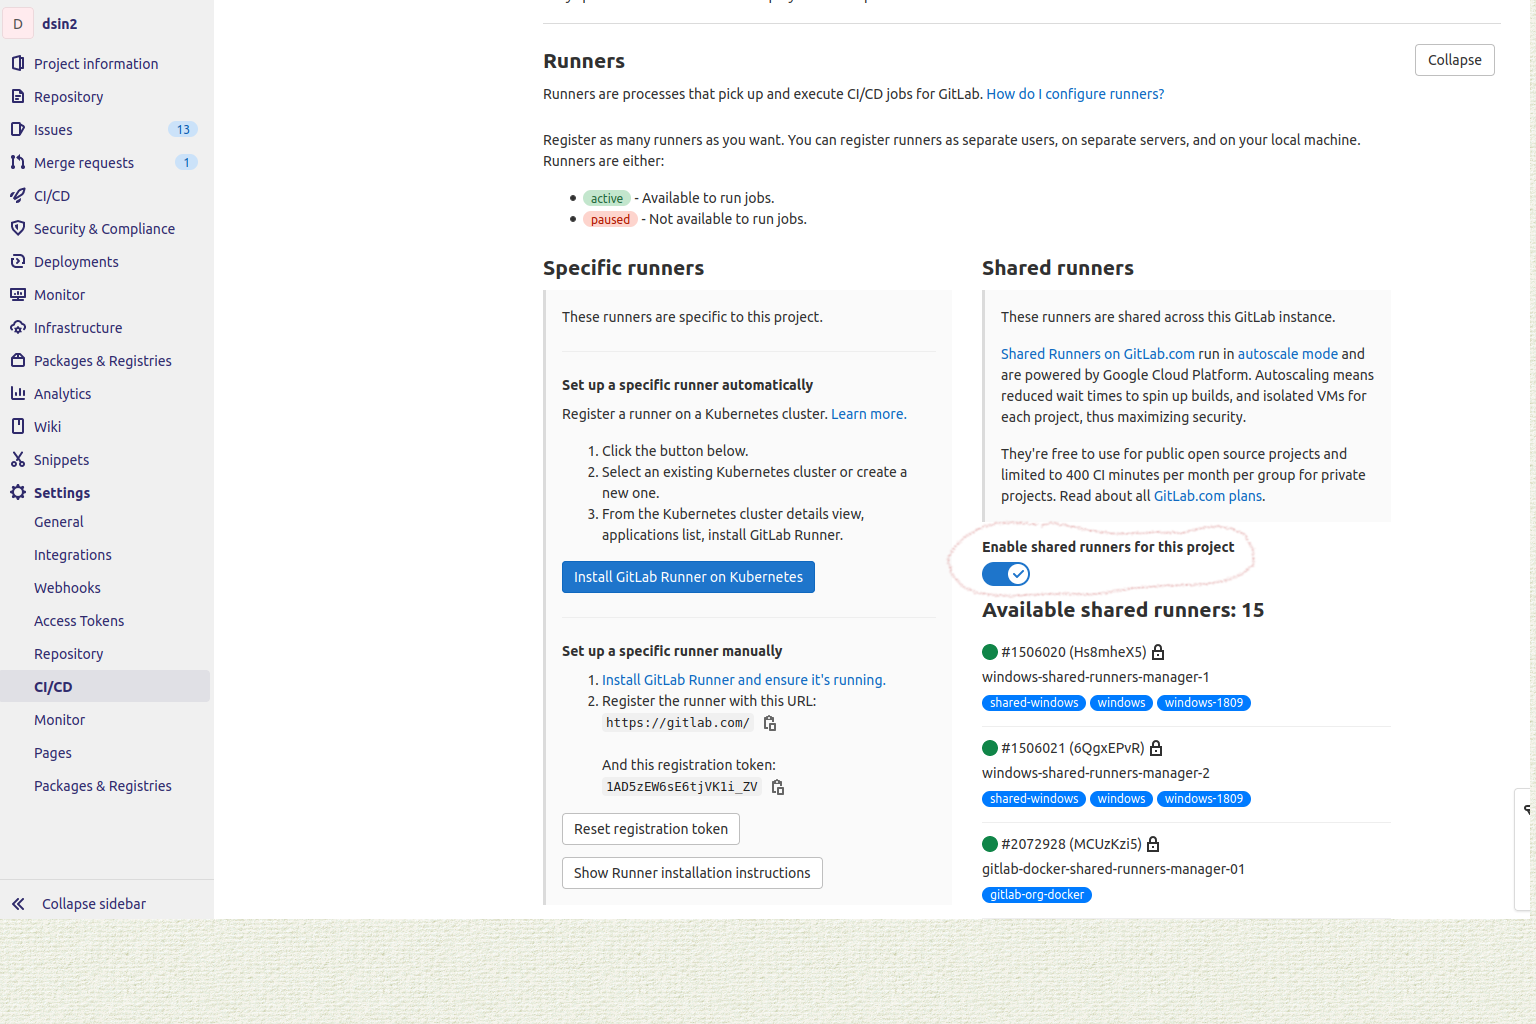 D dsin2
Project information
Repository
Issues 13
Merge requests 1
CI/CD
Security & Compliance
Deployments
Monitor
Infrastructure
Packages & Registries
Analytics
Wiki
Snippets
Settings
General
Integrations
Webhooks
Access Tokens
Repository
CI/CD
Monitor
Pages
Packages & Registries
Collapse sidebar
Runners
Collapse
Runners are processes that pick up and execute CI/CD jobs for GitLab. How do I configure runners?
Register as many runners as you want. You can register runners as separate users, on separate servers, and on your local machine.
Runners are either:
• active - Available to run jobs.
• paused - Not available to run jobs.
Specific runners
These runners are specific to this project.
Set up a specific runner automatically
Register a runner on a Kubernetes cluster. Learn more.
1. Click the button below.
2. Select an existing Kubernetes cluster or create a
new one.
3. From the Kubernetes cluster details view,
applications list, install GitLab Runner.
Install GitLab Runner on Kubernetes
Set up a specific runner manually
1. Install GitLab Runner and ensure it's running.
2. Register the runner with this URL:
https://gitlab.com/
And this registration token:
1AD5zEW6sE6tjVK1i_ZV
Reset registration token
Show Runner installation instructions
Shared runners
These runners are shared across this GitLab instance.
Shared Runners on GitLab.com run in autoscale mode and
are powered by Google Cloud Platform. Autoscaling means
reduced wait times to spin up builds, and isolated VMs for
each project, thus maximizing security.
They're free to use for public open source projects and
limited to 400 CI minutes per month per group for private
projects. Read about all GitLab.com plans.
Enable shared runners for this project
Available shared runners: 15
#1506020 (Hs8mheX5)
windows-shared-runners-manager-1
shared-windows windows windows-1809
#1506021 (6QgxEPvR)
windows-shared-runners-manager-2
shared-windows windows windows-1809
#2072928 (MCUzKzi5)
gitlab-docker-shared-runners-manager-01
gitlab-org-docker